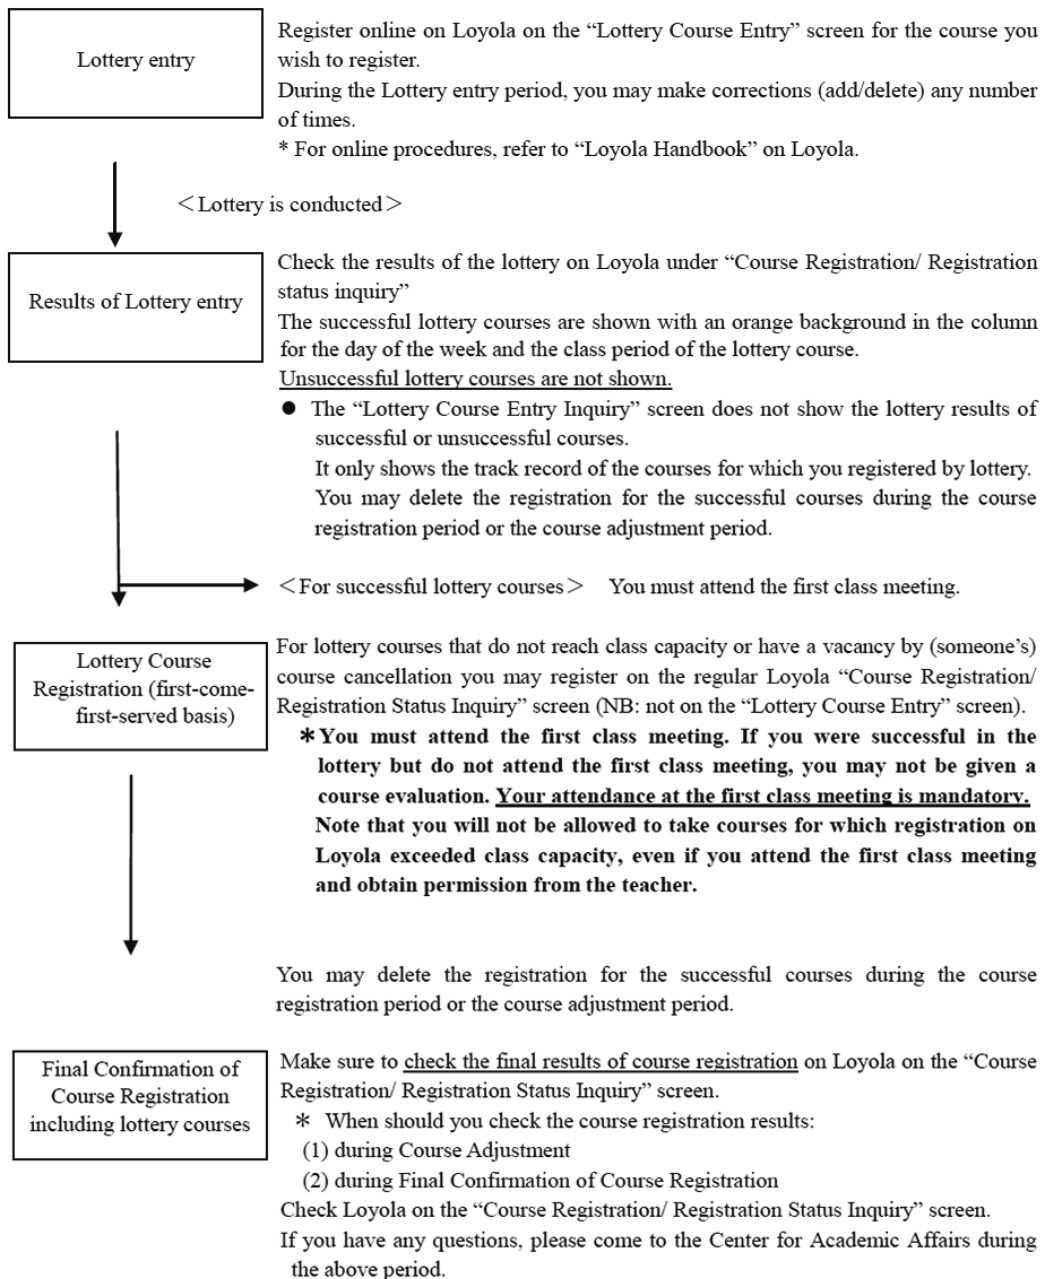 Lottery entry
Register online on Loyola on the “Lottery Course Entry” screen for the course you
wish to register.
During the Lottery entry period, you may make corrections (add/delete) any number
of times.
* For online procedures, refer to “Loyola Handbook” on Loyola.
＜Lottery is conducted＞
Results of Lottery entry
Check the results of the lottery on Loyola under “Course Registration/ Registration
status inquiry”
The successful lottery courses are shown with an orange background in the column
for the day of the week and the class period of the lottery course.
Unsuccessful lottery courses are not shown.
● The “Lottery Course Entry Inquiry” screen does not show the lottery results of
successful or unsuccessful courses.
It only shows the track record of the courses for which you registered by lottery.
You may delete the registration for the successful courses during the course
registration period or the course adjustment period.
＜For successful lottery courses＞ You must attend the first class meeting.
Lottery Course
Registration (first-come-
first-served basis)
For lottery courses that do not reach class capacity or have a vacancy by (someone’s)
course cancellation you may register on the regular Loyola “Course Registration/
Registration Status Inquiry” screen (NB: not on the “Lottery Course Entry” screen).
＊You must attend the first class meeting. If you were successful in the
lottery but do not attend the first class meeting, you may not be given a
course evaluation. Your attendance at the first class meeting is mandatory.
Note that you will not be allowed to take courses for which registration on
Loyola exceeded class capacity, even if you attend the first class meeting
and obtain permission from the teacher.
You may delete the registration for the successful courses during the course
registration period or the course adjustment period.
Final Confirmation of
Course Registration
including lottery courses
Make sure to check the final results of course registration on Loyola on the “Course
Registration/ Registration Status Inquiry” screen.
＊ When should you check the course registration results:
(1) during Course Adjustment
(2) during Final Confirmation of Course Registration
Check Loyola on the “Course Registration/ Registration Status Inquiry” screen.
If you have any questions, please come to the Center for Academic Affairs during
the above period.